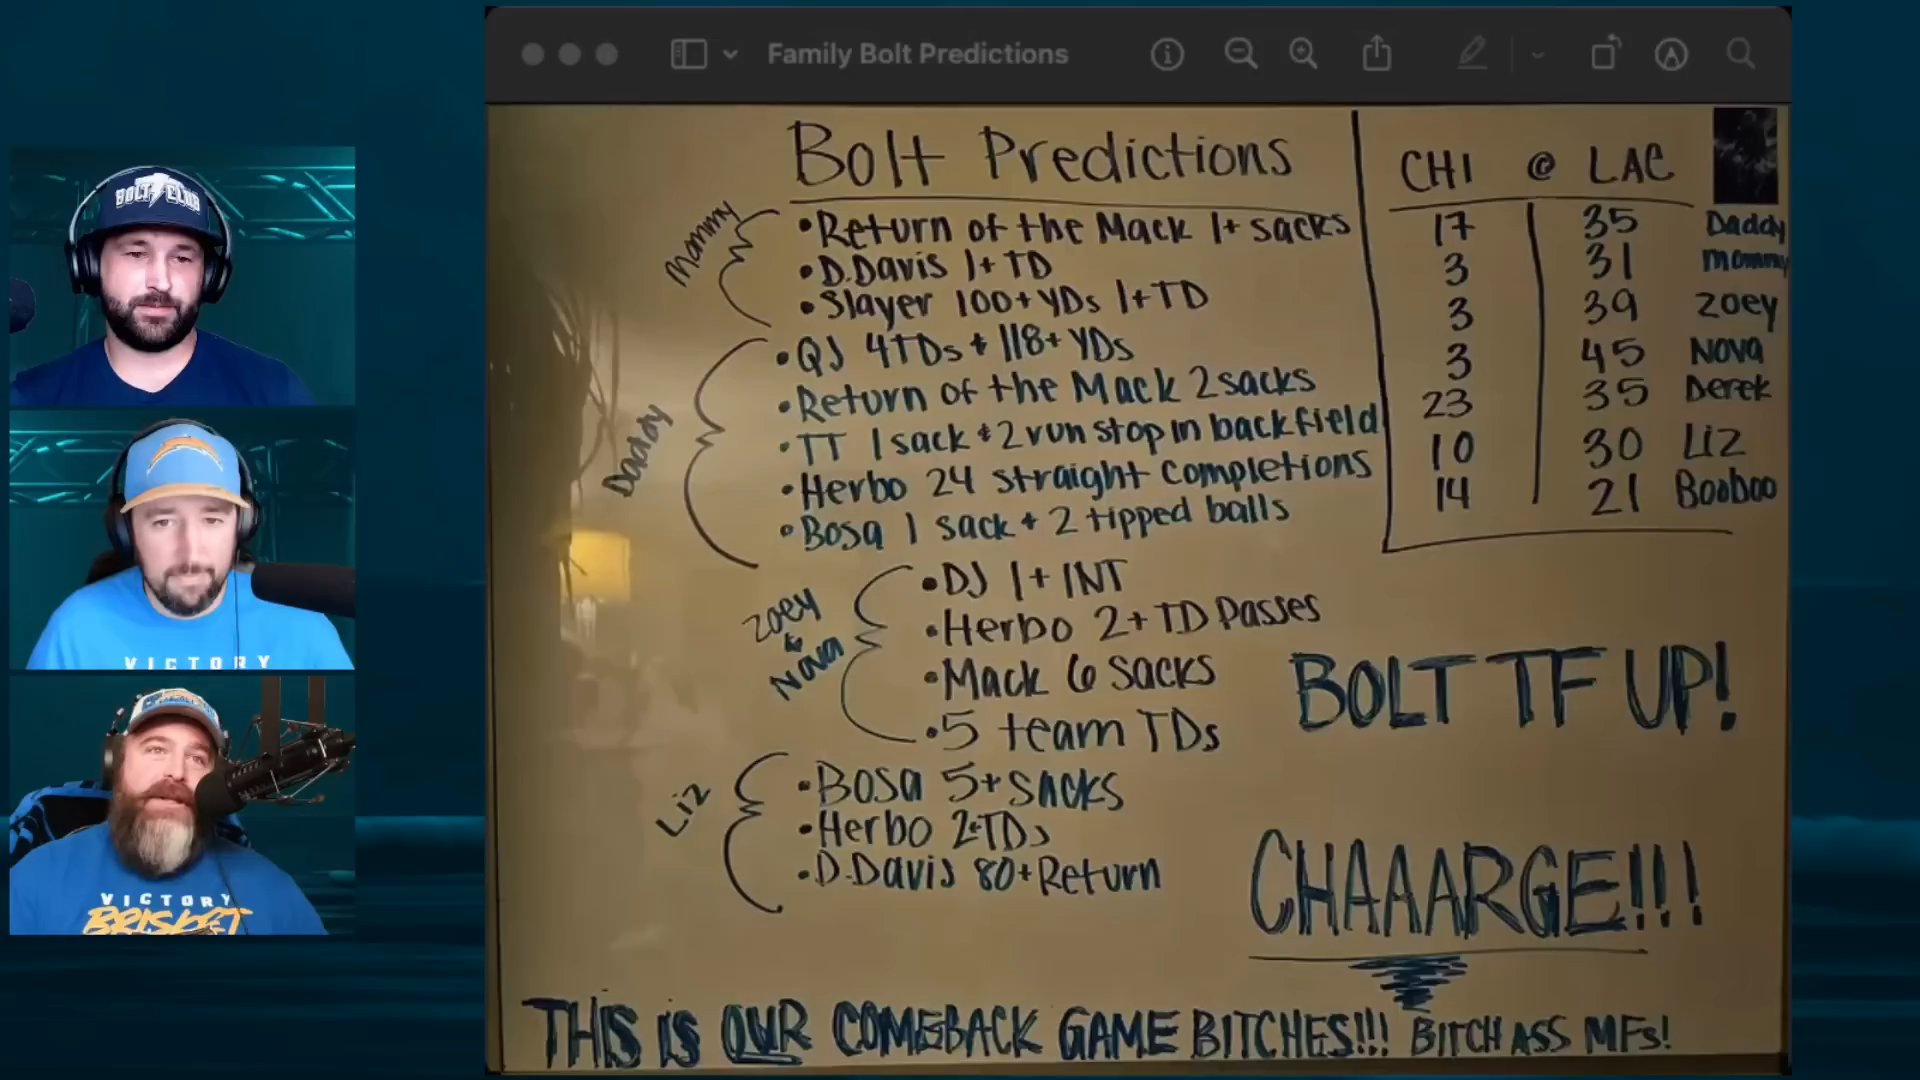 Family Bolt Predictions
BOLT CLUB
VICTORY
VICTORY
BRISKET
Bolt Predictions
Mammy
•Return of the Mack 1+ sacks
•D.Davis 1+ TD
•Slayer 100+ YDs 1+TD
Daddy
•QJ 4TDs + 118+ YDs
•Return of the Mack 2 sacks
•TT 1 sack + 2 run stop in backfield
•Herbo 24 straight completions
•Bosa 1 sack + 2 tipped balls
Zoey
&
Nova
•DJ 1+ INT
•Herbo 2+ TD Passes
•Mack 6 sacks
•5 team TDs
Liz
•Bosa 5+ sacks
•Herbo 2+TDs
•D.Davis 80+ Return
CHI @ LAC
17 35 Daddy
3 31 mommy
3 39 Zoey
3 45 Nova
23 35 Derek
10 30 Liz
14 21 BooBoo
BOLT TF UP!
CHAAARGE!!!
THIS IS OUR COMEBACK GAME BITCHES!!! BITCH ASS MFs!